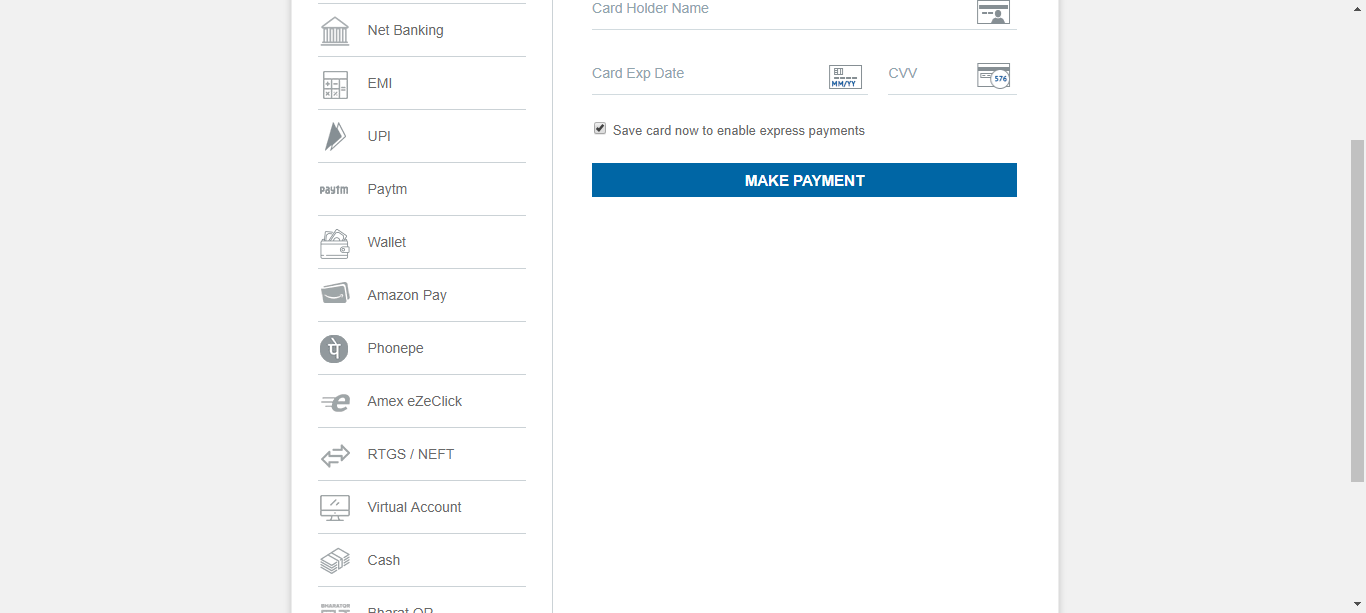 Net Banking
EMI
UPI
Paytm Paytm
Wallet
Amazon Pay
पे Phonepe
e Amex eZeClick
RTGS / NEFT
Virtual Account
Cash
BHARATQR Bharat QR
Card Holder Name
Card Exp Date
MM/YY
CVV
576
Save card now to enable express payments
MAKE PAYMENT